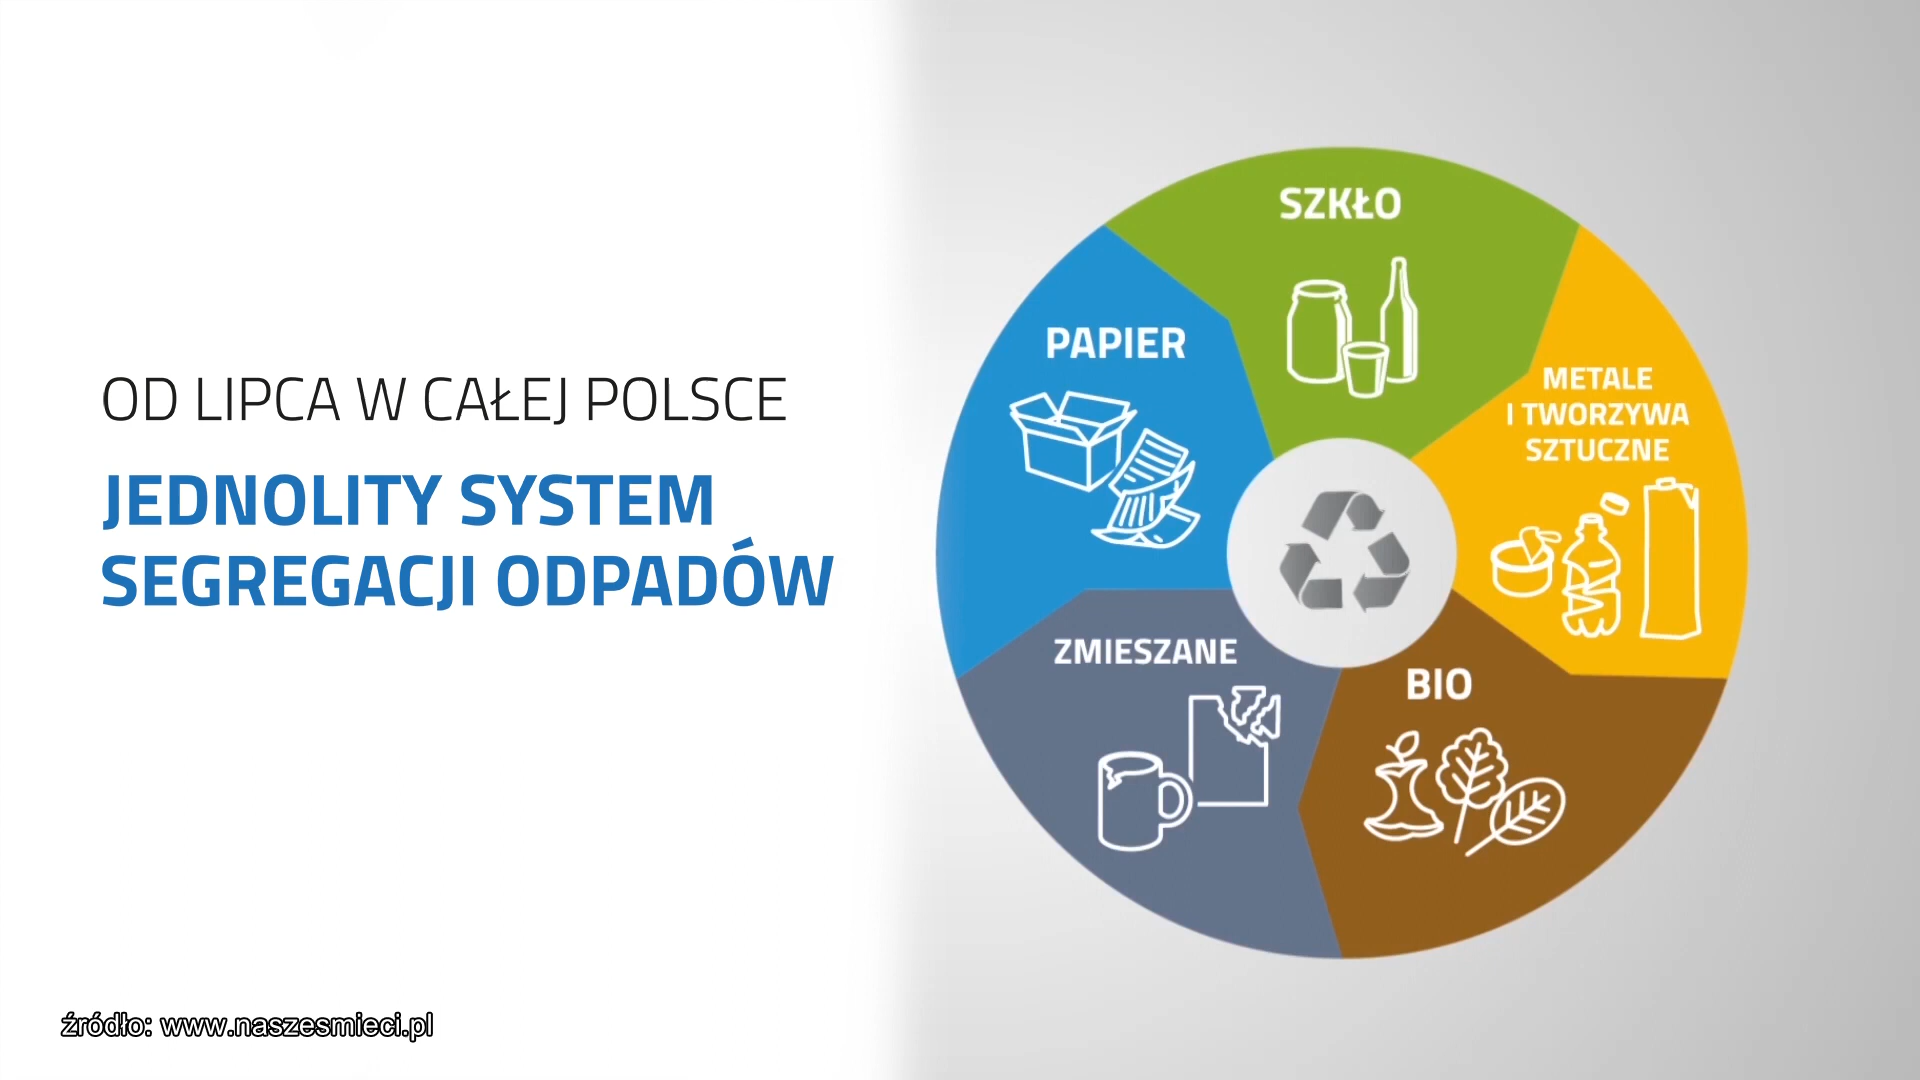 OD LIPCA W CAŁEJ POLSCE
JEDNOLITY SYSTEM
SEGREGACJI ODPADÓW
SZKŁO
PAPIER
METALE
I TWORZYWA
SZTUCZNE
ZMIESZANE
BIO
źródło: www.naszesmieci.pl